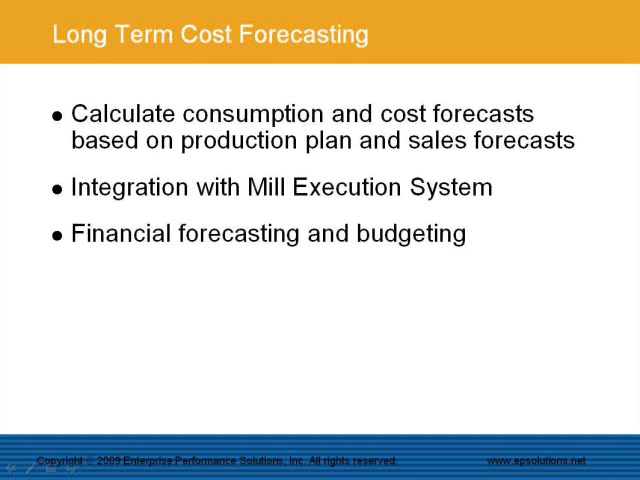 Long Term Cost Forecasting
● Calculate consumption and cost forecasts
based on production plan and sales forecasts
● Integration with Mill Execution System
● Financial forecasting and budgeting
Copyright © 2009 Enterprise Performance Solutions, Inc. All rights reserved. www.epsolutions.net